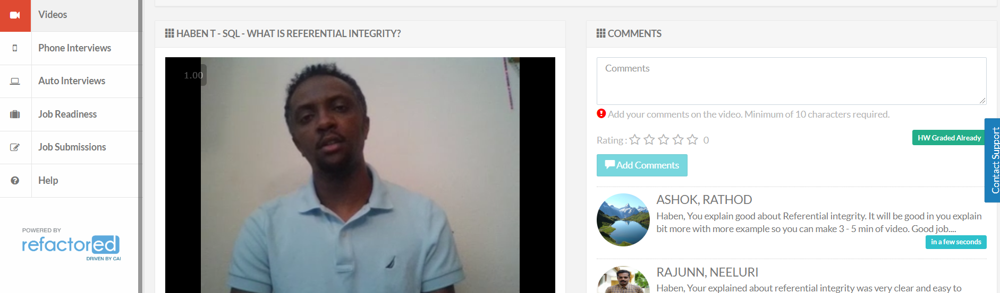 Videos
Phone Interviews
Auto Interviews
Job Readiness
Job Submissions
Help
POWERED BY
refactored
DRIVEN BY CAI
HABEN T - SQL - WHAT IS REFERENTIAL INTEGRITY?
1.00
COMMENTS
Comments
Add your comments on the video. Minimum of 10 characters required.
Rating : 0
HW Graded Already
Add Comments
Contact Support
ASHOK, RATHOD
Haben, You explain good about Referential integrity. It will be good in you explain
bit more with more example so you can make 3 - 5 min of video. Good job....
in a few seconds
RAJUNN, NEELURI
Haben, Your explained about referential integrity was very clear and easy to